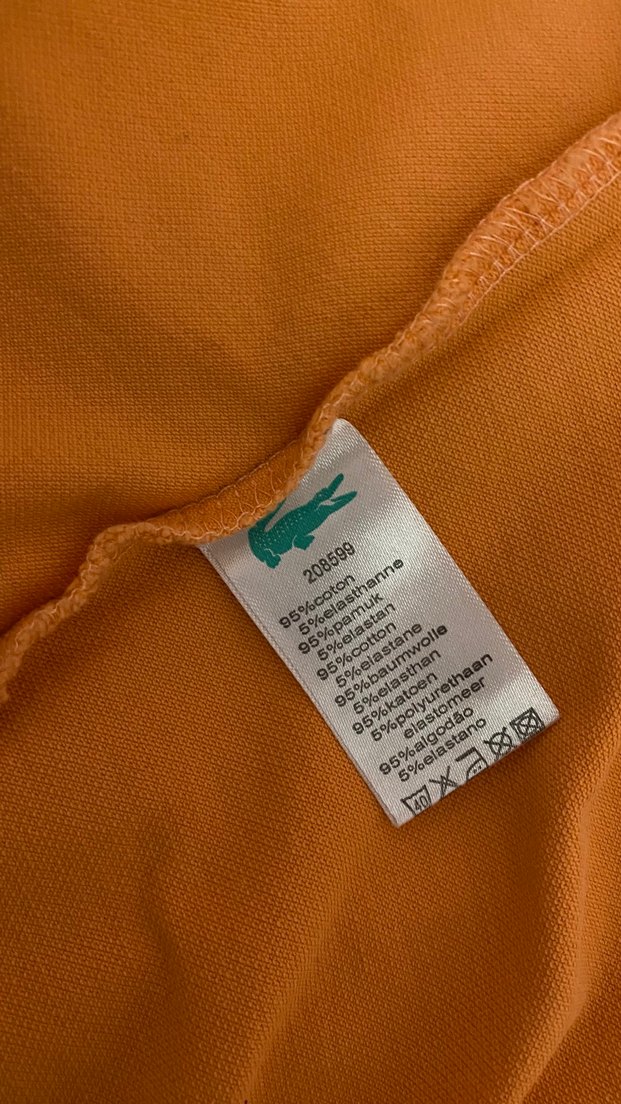 208599
95%coton
5%elasthanne
95%pamuk
5%elastan
95%cotton
5%elastane
95%baumwolle
5%elasthan
95%katoen
5%polyurethaan
elastomeer
95%algodão
5%elastano
40